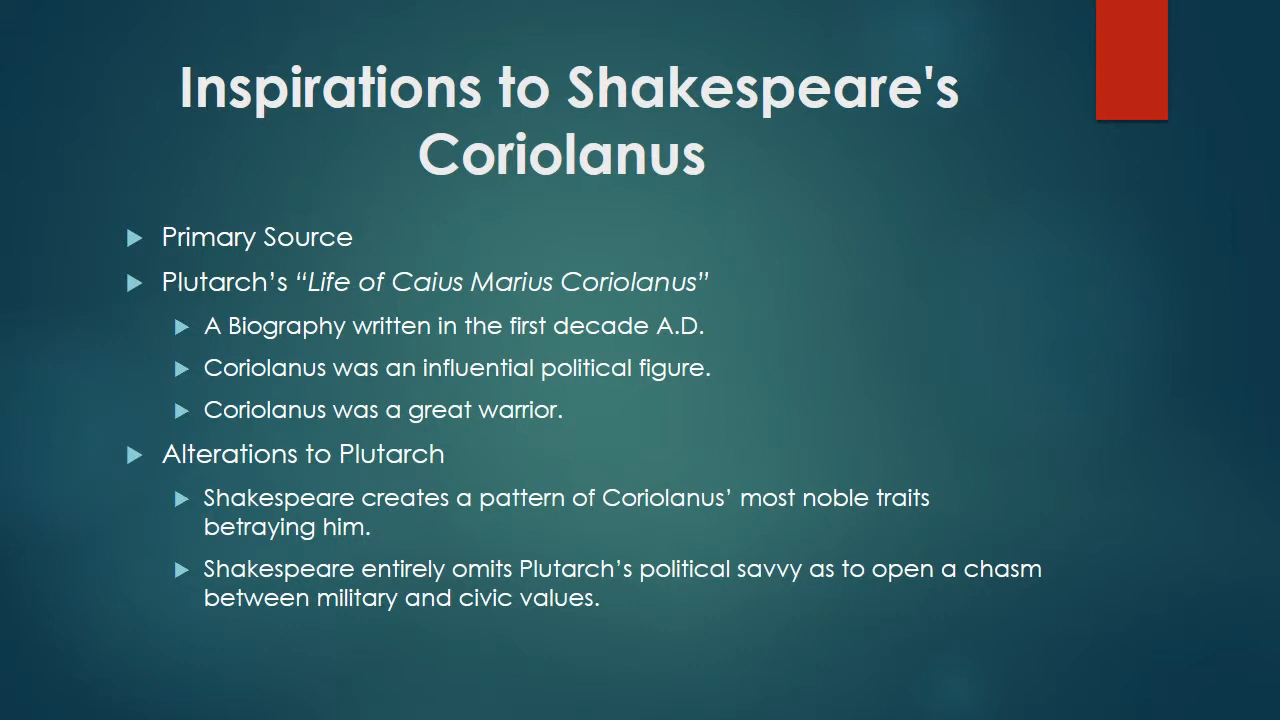 Inspirations to Shakespeare's
Coriolanus
Primary Source
Plutarch’s “Life of Caius Marius Coriolanus”
A Biography written in the first decade A.D.
Coriolanus was an influential political figure.
Coriolanus was a great warrior.
Alterations to Plutarch
Shakespeare creates a pattern of Coriolanus’ most noble traits
betraying him.
Shakespeare entirely omits Plutarch’s political savvy as to open a chasm
between military and civic values.